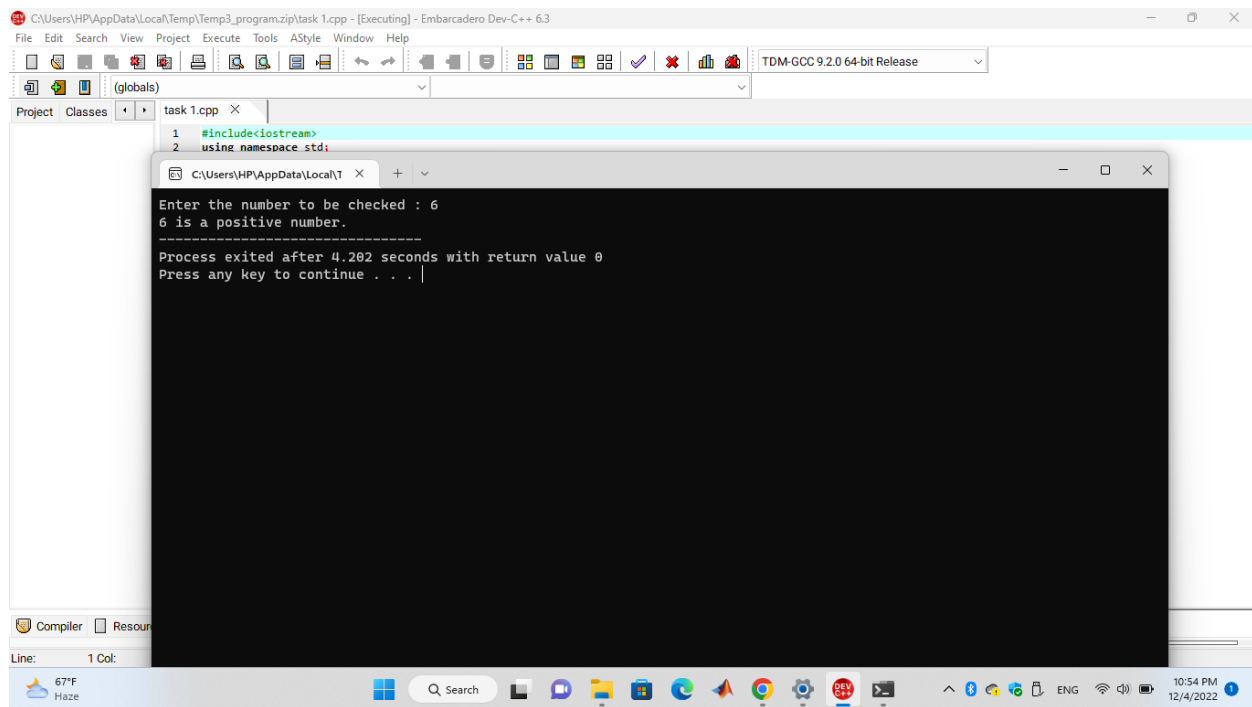 C:\Users\HP\AppData\Local\Temp\Temp3_program.zip\task 1.cpp - [Executing] - Embarcadero Dev-C++ 6.3
File Edit Search View Project Execute Tools AStyle Window Help
TDM-GCC 9.2.0 64-bit Release
(globals)
Project Classes task 1.cpp
1 #include<iostream>
2 using namespace std;
C:\Users\HP\AppData\Local\T
Enter the number to be checked : 6
6 is a positive number.
--------------------------------
Process exited after 4.202 seconds with return value 0
Press any key to continue . . .
Compiler Resour
Line: 1 Col:
67°F
Haze
Search
DEV
C++
ENG
10:54 PM
12/4/2022
1